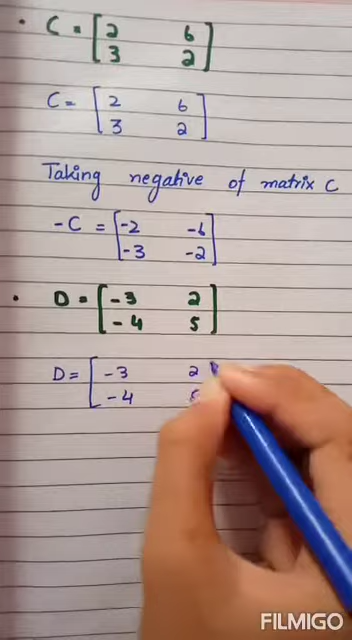 • C = [2 6
3 2]
C = [2 6
3 2]
Taking negative of matrix C
-C = [-2 -6
-3 -2]
• D = [-3 2
-4 5]
D = [-3 2
-4
FILMIGO